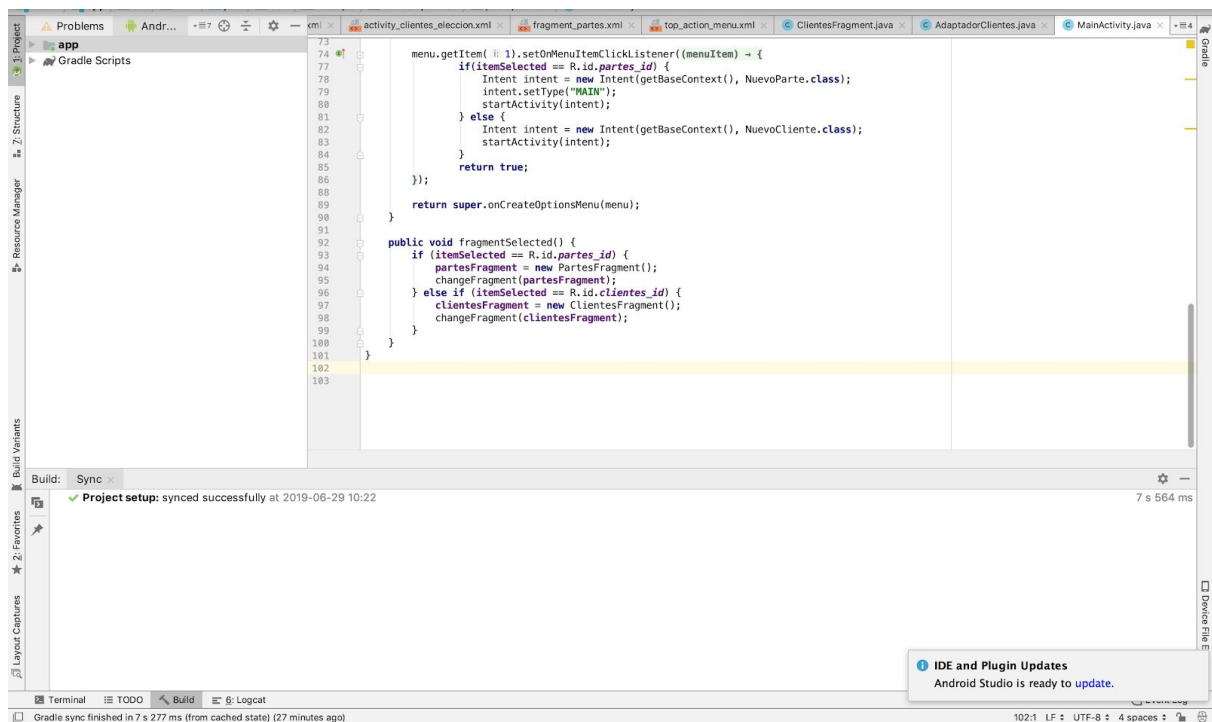 Problems
Andr...
7
xml
activity_clientes_eleccion.xml
fragment_partes.xml
top_action_menu.xml
ClientesFragment.java
AdaptadorClientes.java
MainActivity.java
4
1: Project
Z: Structure
Resource Manager
Build Variants
2: Favorites
Layout Captures
app
Gradle Scripts
73
74 menu.getItem( i: 1).setOnMenuItemClickListener((menuItem) → {
77 if(itemSelected == R.id.partes_id) {
78 Intent intent = new Intent(getBaseContext(), NuevoParte.class);
79 intent.setType("MAIN");
80 startActivity(intent);
81 } else {
82 Intent intent = new Intent(getBaseContext(), NuevoCliente.class);
83 startActivity(intent);
84 }
85 return true;
86 });
88
89 return super.onCreateOptionsMenu(menu);
90 }
91
92 public void fragmentSelected() {
93 if (itemSelected == R.id.partes_id) {
94 partesFragment = new PartesFragment();
95 changeFragment(partesFragment);
96 } else if (itemSelected == R.id.clientes_id) {
97 clientesFragment = new ClientesFragment();
98 changeFragment(clientesFragment);
99 }
100 }
101 }
102
103
Gradle
Device File E
Build: Sync
Project setup: synced successfully at 2019-06-29 10:22
7 s 564 ms
IDE and Plugin Updates
Android Studio is ready to update.
Terminal
TODO
Build
6: Logcat
Gradle sync finished in 7 s 277 ms (from cached state) (27 minutes ago)
102:1 LF UTF-8 4 spaces